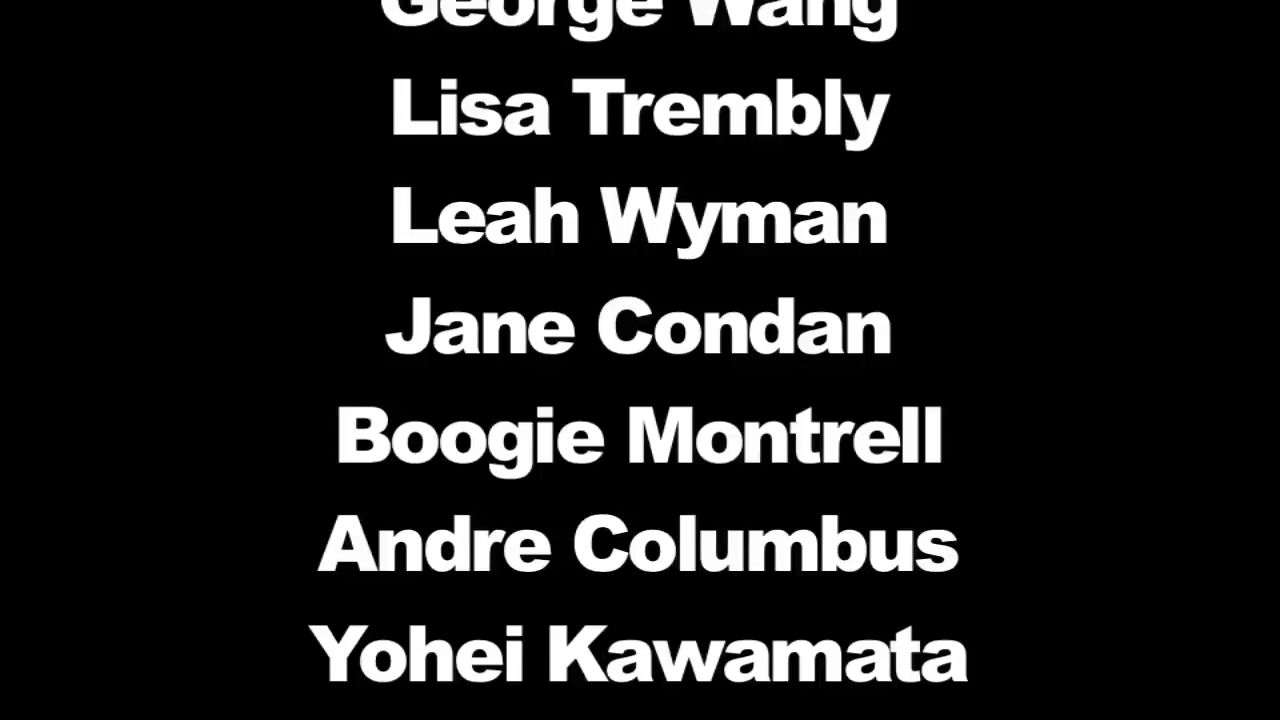 George Wang
Lisa Trembly
Leah Wyman
Jane Condan
Boogie Montrell
Andre Columbus
Yohei Kawamata